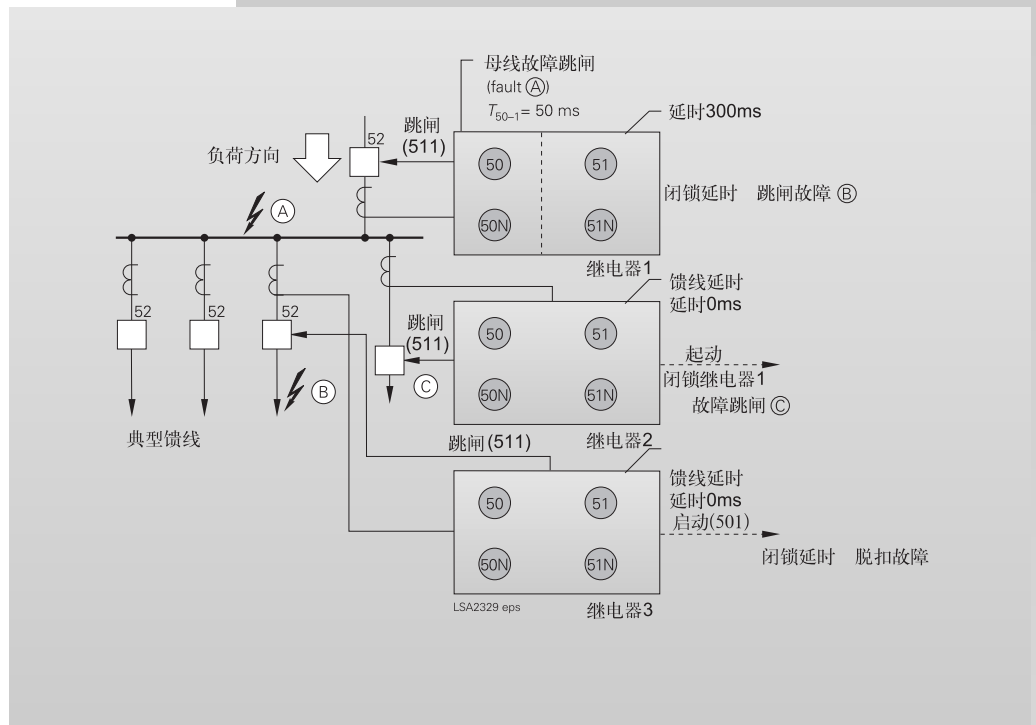 母线故障跳闸
(fault Ⓐ)
T50–1= 50 ms
延时300ms
跳闸
(511)
52
负荷方向
50
51
闭锁延时 跳闸故障 Ⓑ
50N
51N
Ⓐ
继电器1
馈线延时
延时0ms
52
52
52
跳闸
(511)
50
51
起动
闭锁继电器1
故障跳闸 Ⓒ
50N
51N
Ⓑ
Ⓒ
典型馈线
跳闸(511)
继电器2
馈线延时
延时0ms
启动(501)
50
51
闭锁延时 脱扣故障
50N
51N
LSA2329 eps
继电器3